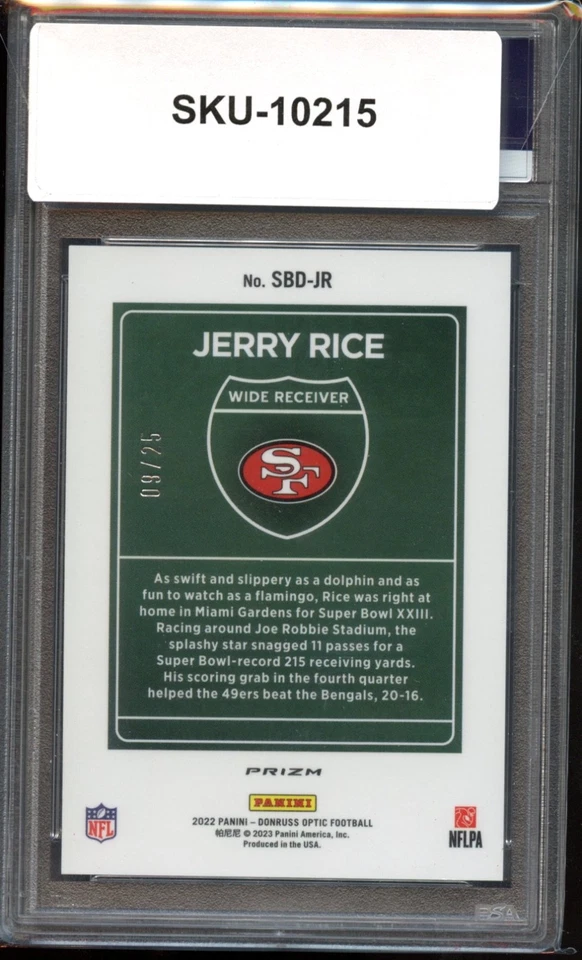 SKU-10215
No. SBD-JR
JERRY RICE
WIDE RECEIVER
SF
09/25
As swift and slippery as a dolphin and as
fun to watch as a flamingo, Rice was right at
home in Miami Gardens for Super Bowl XXIII.
Racing around Joe Robbie Stadium, the
splashy star snagged 11 passes for a
Super Bowl-record 215 receiving yards.
His scoring grab in the fourth quarter
helped the 49ers beat the Bengals, 20-16.
PRIZM
PANINI
2022 PANINI – DONRUSS OPTIC FOOTBALL
帕尼尼 © 2023 Panini America, Inc.
Produced in the USA.
NFL
NFLPA